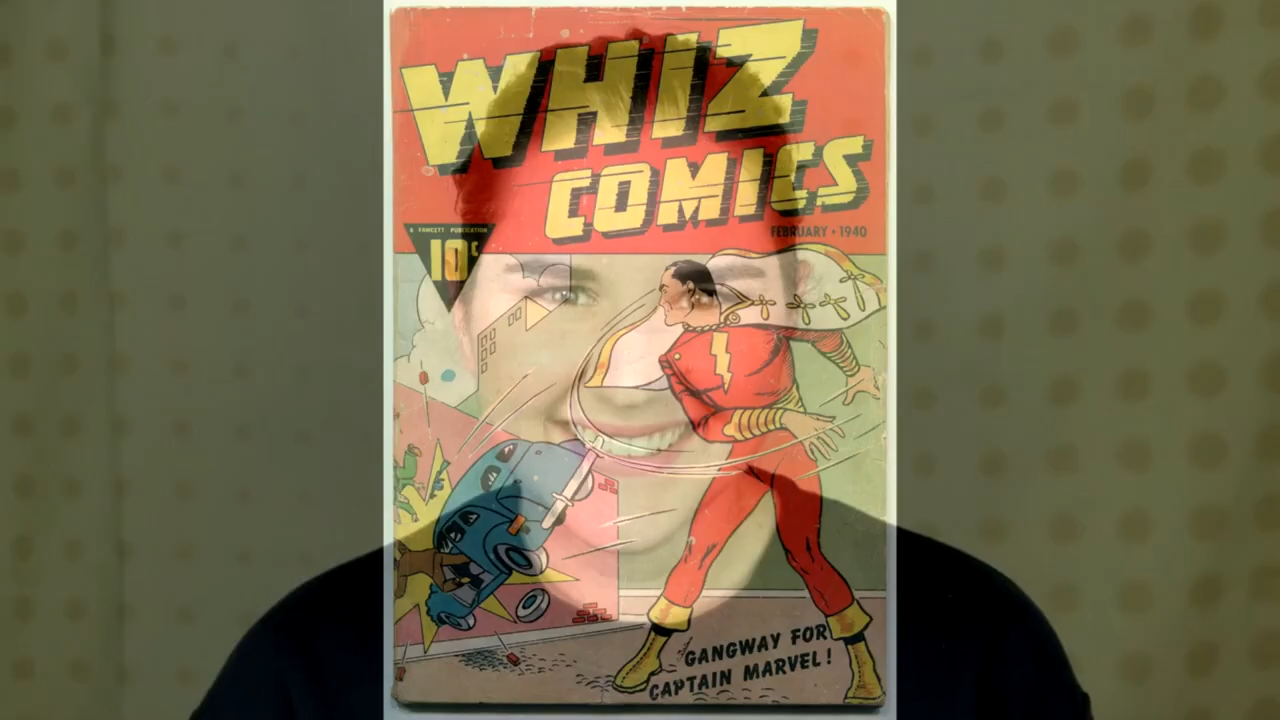 WHIZ
COMICS
FEBRUARY • 1940
A FAWCETT PUBLICATION
10¢
GANGWAY FOR
CAPTAIN MARVEL!